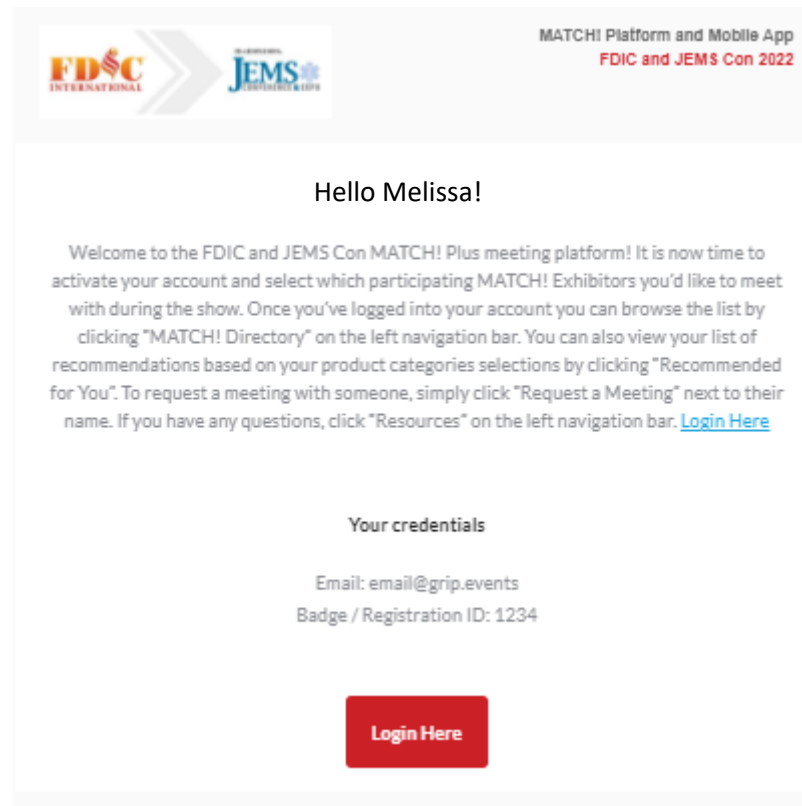 FDIC
INTERNATIONAL
JEMS
CONFERENCE & EXPO
MATCH! Platform and Mobile App
FDIC and JEMS Con 2022
Hello Melissa!
Welcome to the FDIC and JEMS Con MATCH! Plus meeting platform! It is now time to
activate your account and select which participating MATCH! Exhibitors you'd like to meet
with during the show. Once you've logged into your account you can browse the list by
clicking "MATCH! Directory" on the left navigation bar. You can also view your list of
recommendations based on your product categories selections by clicking "Recommended
for You". To request a meeting with someone, simply click "Request a Meeting" next to their
name. If you have any questions, click "Resources" on the left navigation bar. Login Here
Your credentials
Email: email@grip.events
Badge / Registration ID: 1234
Login Here